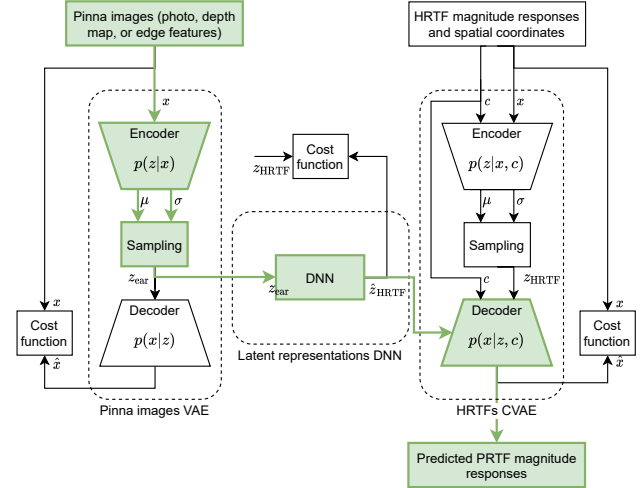 Pinna images (photo, depth
map, or edge features)
HRTF magnitude responses
and spatial coordinates
x
c
x
Encoder
p(z|x)
Cost
function
z_HRTF
Encoder
p(z|x, c)
μ
σ
μ
σ
Sampling
Sampling
z_ear
z_ear
DNN
ẑ_HRTF
c
z_HRTF
x
Cost
function
x̂
Decoder
p(x|z)
Latent representations DNN
Decoder
p(x|z, c)
x
Cost
function
x̂
Pinna images VAE
HRTFs CVAE
Predicted PRTF magnitude
responses